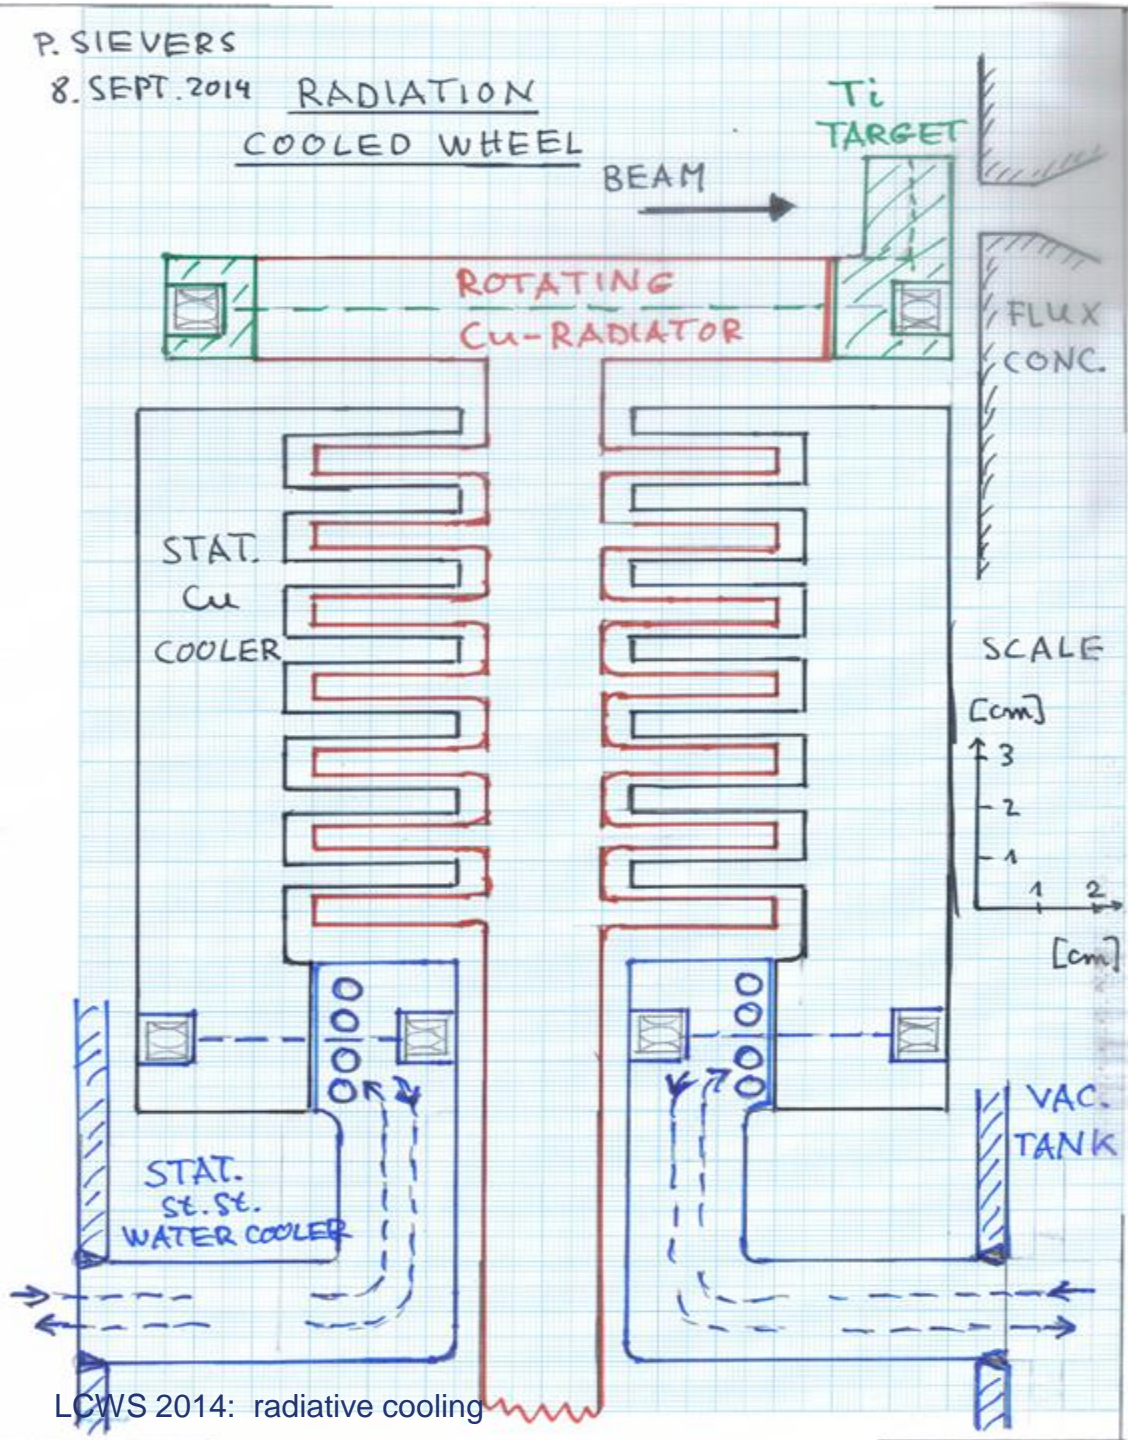 P. SIEVERS
8. SEPT. 2014
RADIATION
COOLED WHEEL
BEAM
Ti
TARGET
ROTATING
Cu-RADIATOR
FLUX
CONC.
STAT.
Cu
COOLER
SCALE
[cm]
3
2
1
1 2
[cm]
VAC.
TANK
STAT.
St. St.
WATER COOLER
LCWS 2014: radiative cooling